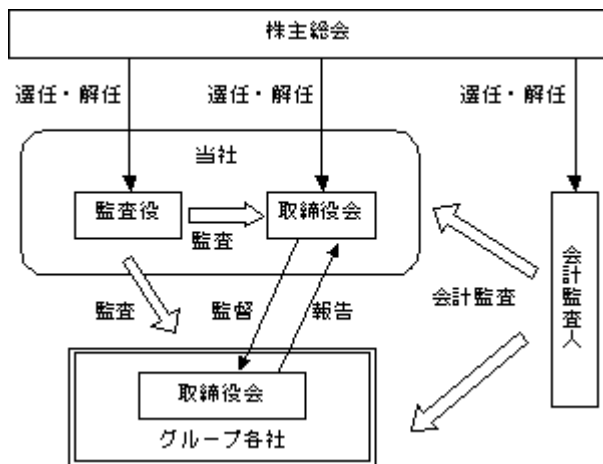 株主総会
選任・解任
選任・解任
選任・解任
当社
監査役
取締役会
監査
監査
監督
報告
会計監査
会計監査人
取締役会
グループ各社